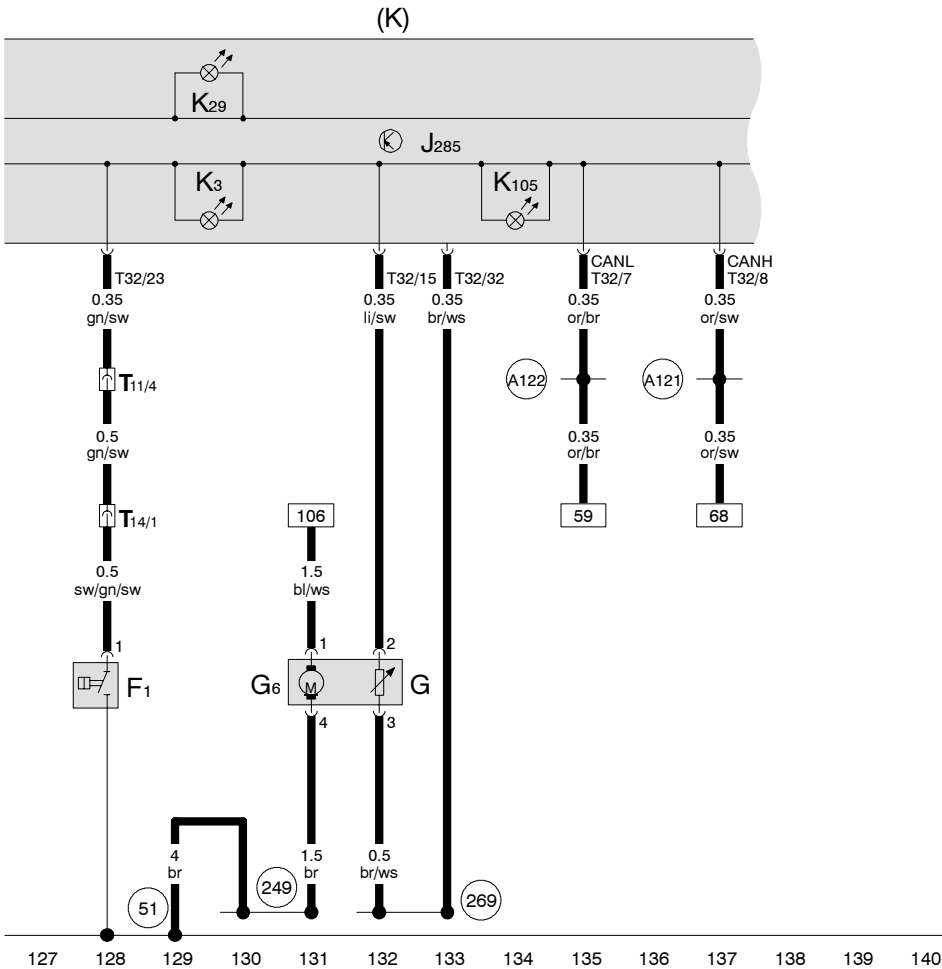 (K)
K29
J285
K3
K105
T32/23
T32/15
T32/32
CANL
T32/7
CANH
T32/8
0.35
gn/sw
0.35
li/sw
0.35
br/ws
0.35
or/br
0.35
or/sw
T11/4
A122
A121
0.5
gn/sw
0.35
or/br
0.35
or/sw
T14/1
106
59
68
0.5
sw/gn/sw
1.5
bl/ws
1
1
2
F1
G6
M
G
4
3
4
br
1.5
br
0.5
br/ws
51
249
269
127 128 129 130 131 132 133 134 135 136 137 138 139 140